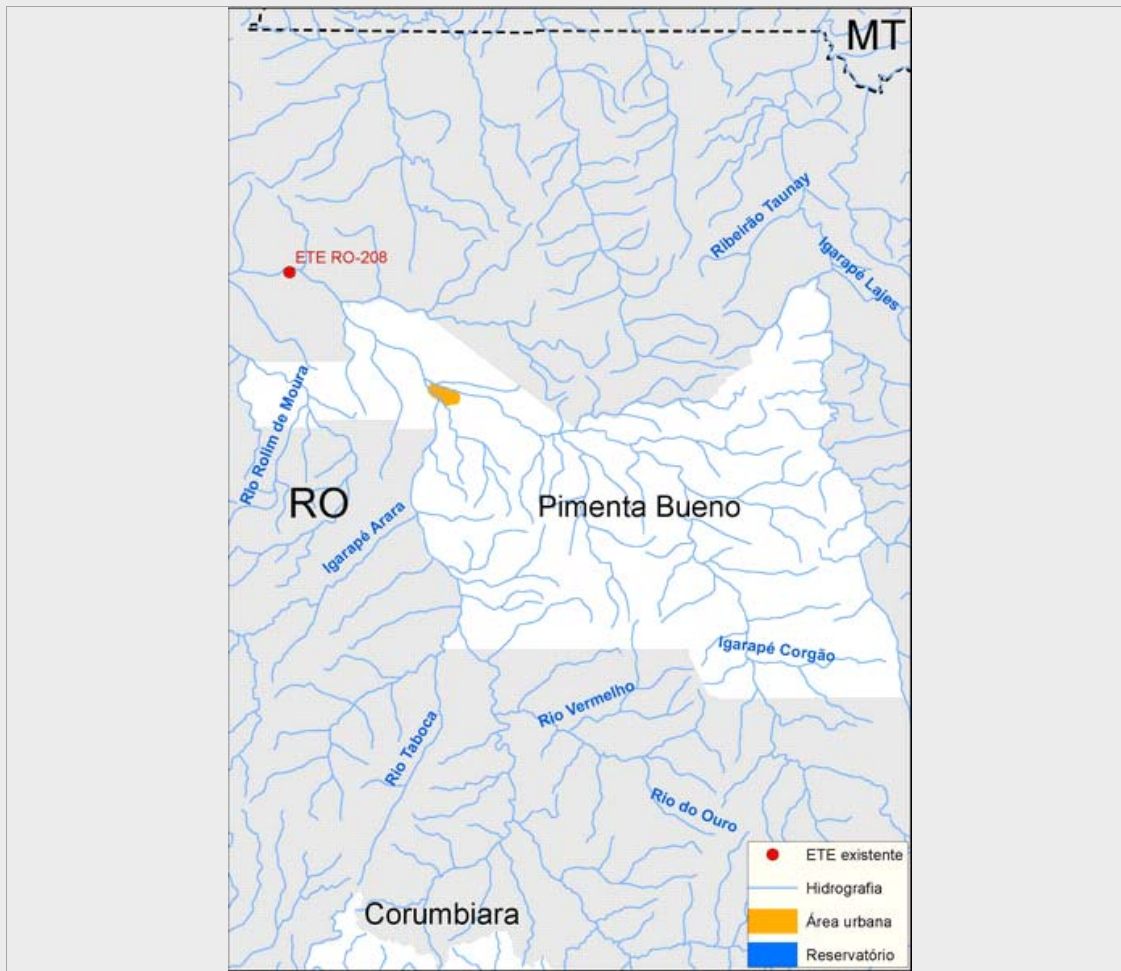 MT
Ribeirão Taunay
Igarapé Lajes
ETE RO-208
Rio Rolim de Moura
RO
Igarapé Arara
Pimenta Bueno
Igarapé Corgão
Rio Vermelho
Rio Taboca
Rio do Ouro
Corumbiara
ETE existente
Hidrografia
Área urbana
Reservatório